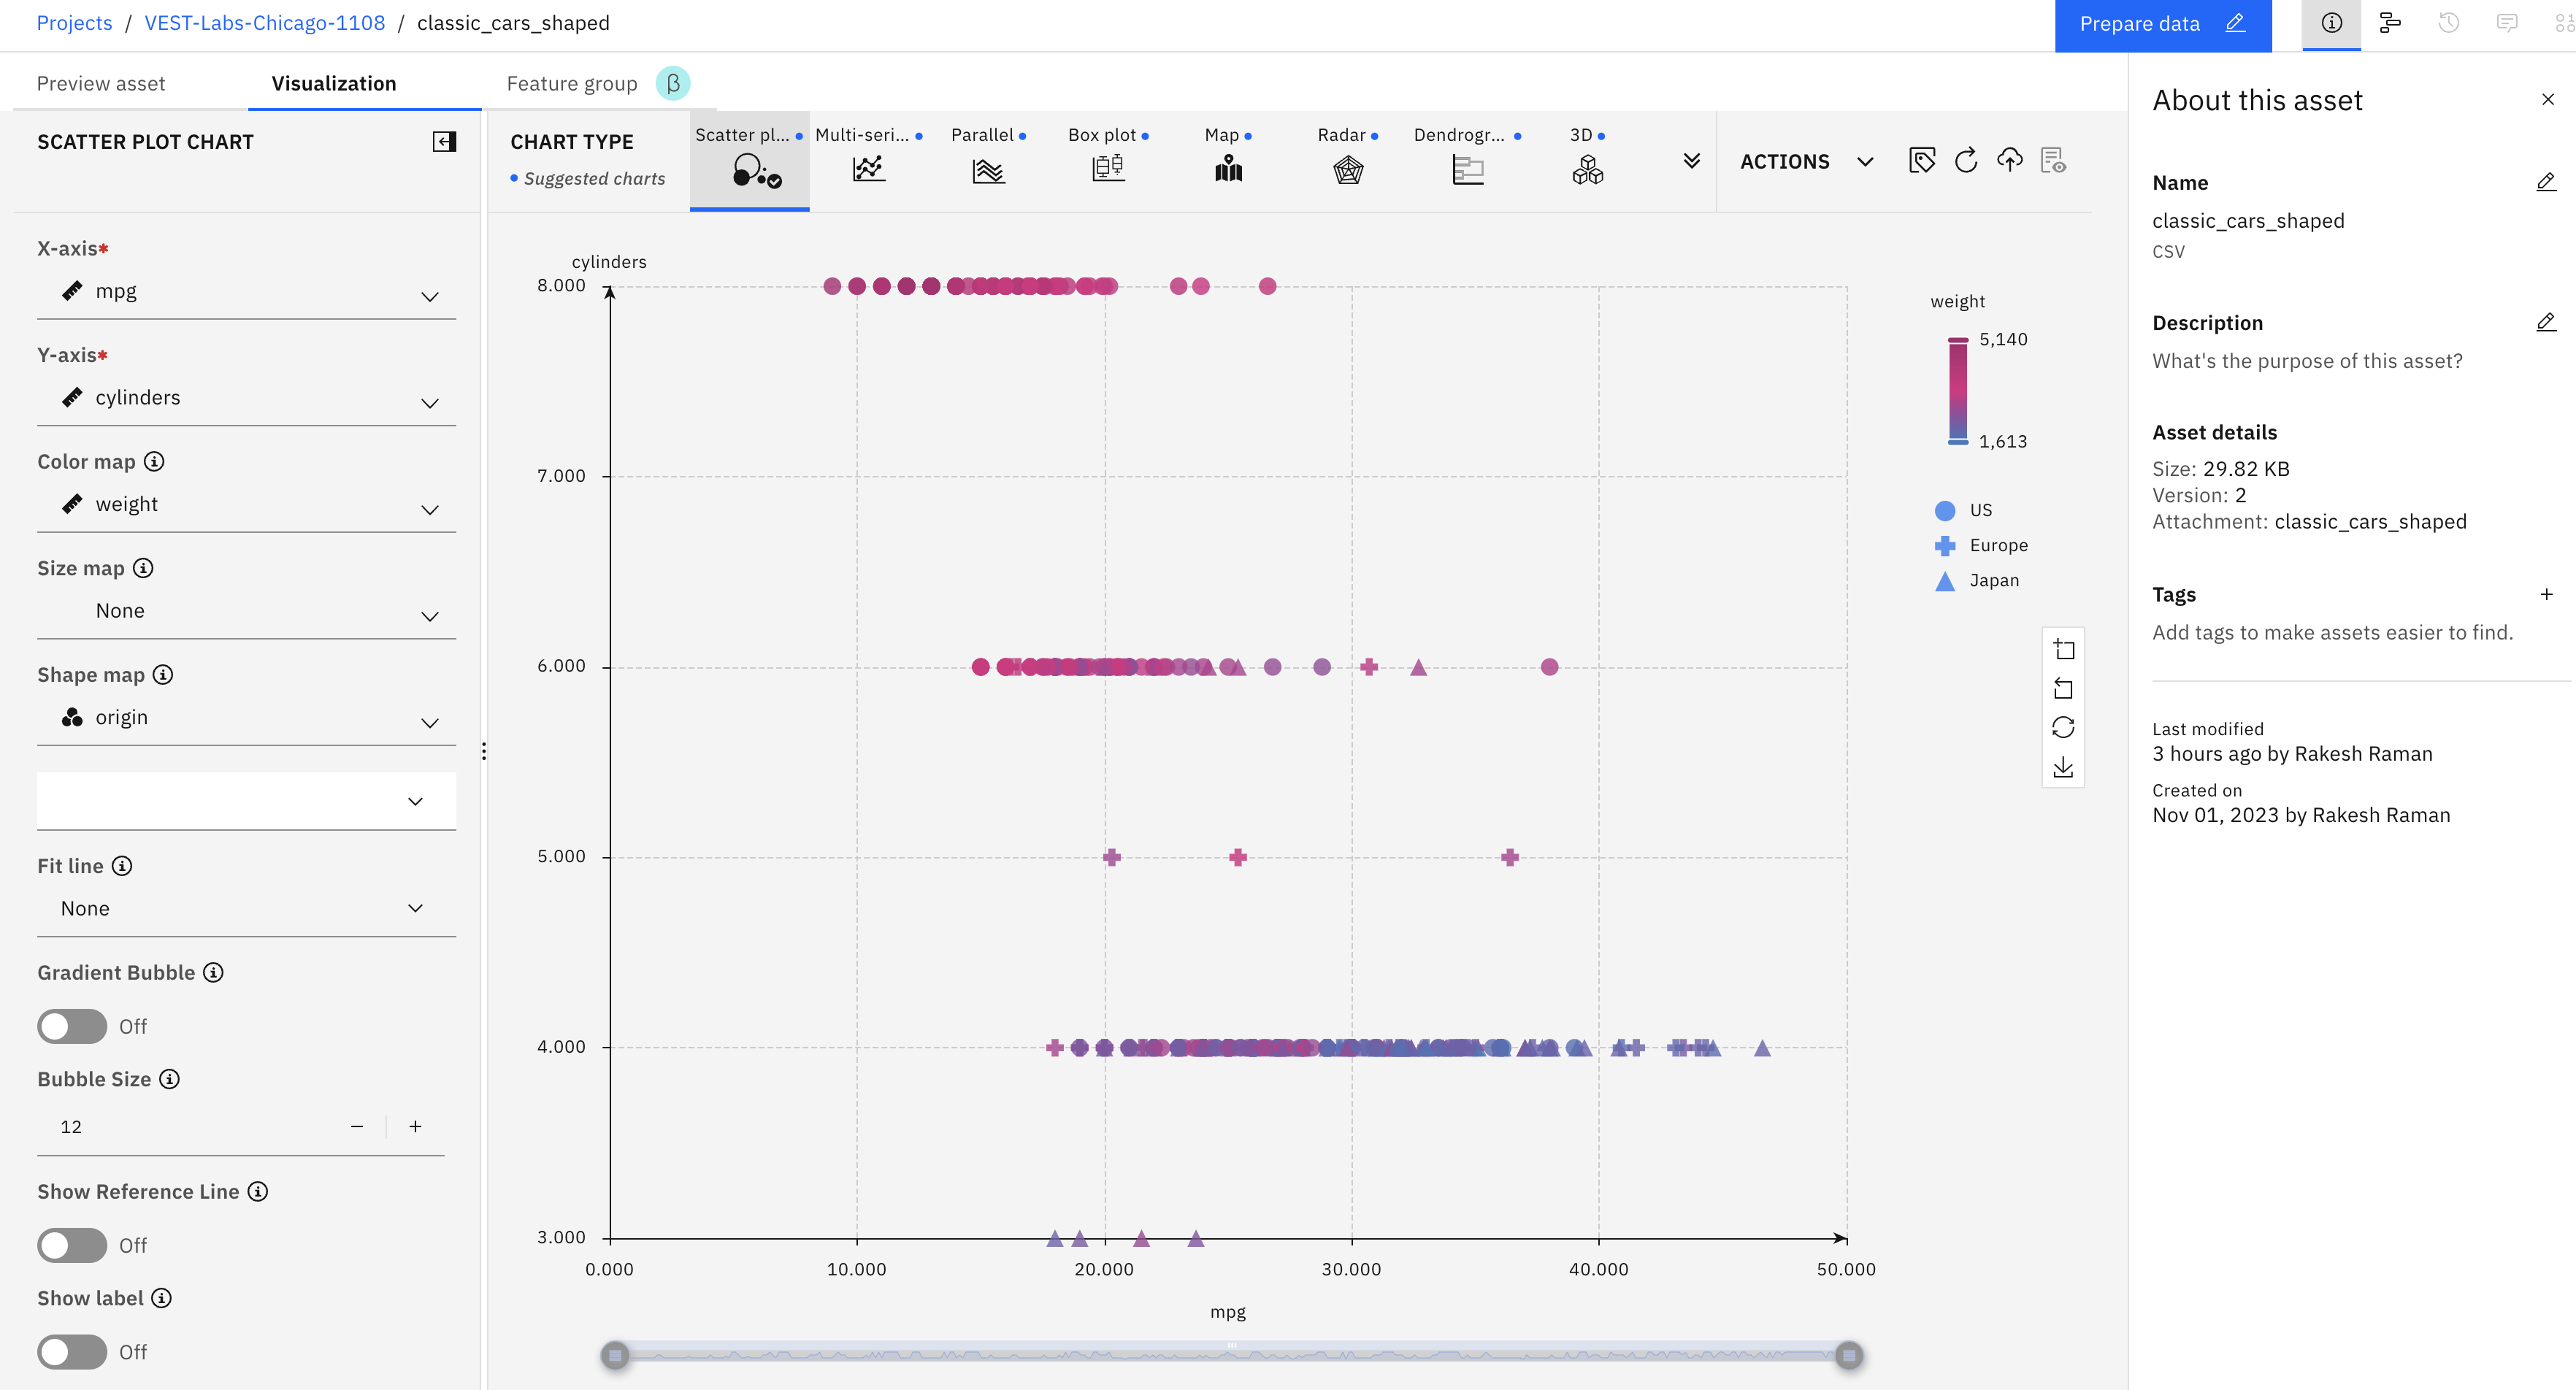 Projects / VEST-Labs-Chicago-1108 / classic_cars_shaped
Prepare data
Preview asset
Visualization
Feature group β
SCATTER PLOT CHART
X-axis*
mpg
Y-axis*
cylinders
Color map
weight
Size map
None
Shape map
origin
Fit line
None
Gradient Bubble
Off
Bubble Size
12
Show Reference Line
Off
Show label
Off
CHART TYPE
Suggested charts
Scatter pl...
Multi-seri...
Parallel
Box plot
Map
Radar
Dendrogr...
3D
ACTIONS
cylinders
8.000
7.000
6.000
5.000
4.000
3.000
0.000 10.000 20.000 30.000 40.000 50.000
mpg
weight
5,140
1,613
US
Europe
Japan
About this asset
Name
classic_cars_shaped
CSV
Description
What's the purpose of this asset?
Asset details
Size: 29.82 KB
Version: 2
Attachment: classic_cars_shaped
Tags
Add tags to make assets easier to find.
Last modified
3 hours ago by Rakesh Raman
Created on
Nov 01, 2023 by Rakesh Raman